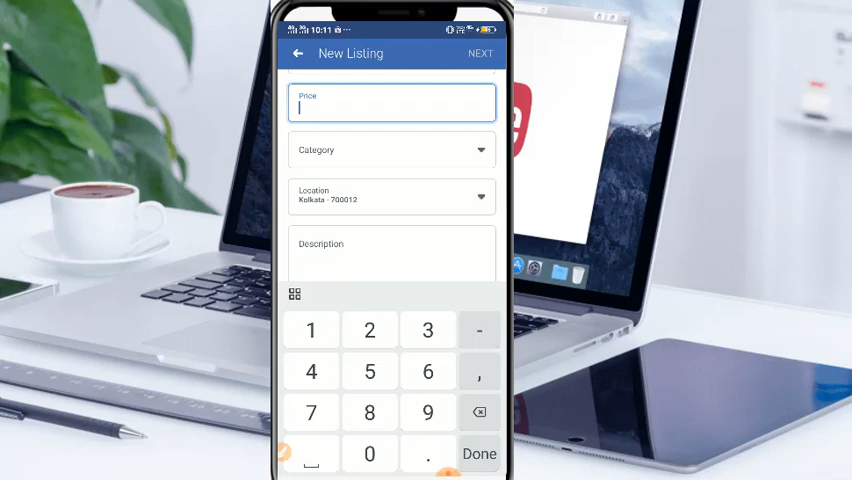 10:11
New Listing NEXT
Price
Category
Location
Kolkata - 700012
Description
1 2 3 -
4 5 6 ,
7 8 9
0 . Done
e